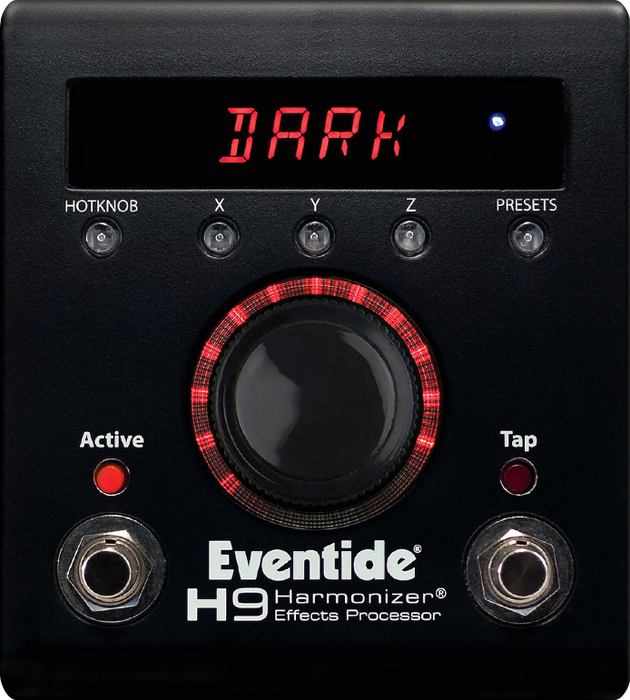 DARK
HOTKNOB X Y Z PRESETS
Active Tap
Eventide®
H9 Harmonizer®
Effects Processor